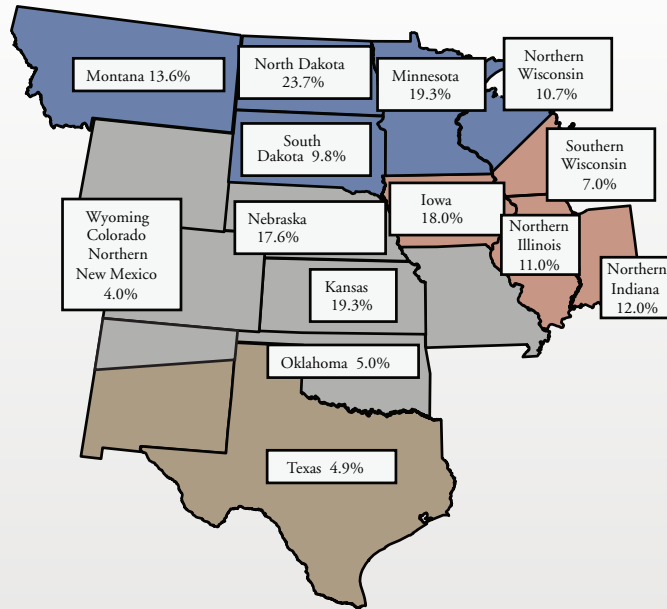 Montana 13.6%
North Dakota
23.7%
Minnesota
19.3%
Northern
Wisconsin
10.7%
South
Dakota 9.8%
Southern
Wisconsin
7.0%
Wyoming
Colorado
Northern
New Mexico
4.0%
Nebraska
17.6%
Iowa
18.0%
Northern
Illinois
11.0%
Northern
Indiana
12.0%
Kansas
19.3%
Oklahoma 5.0%
Texas 4.9%